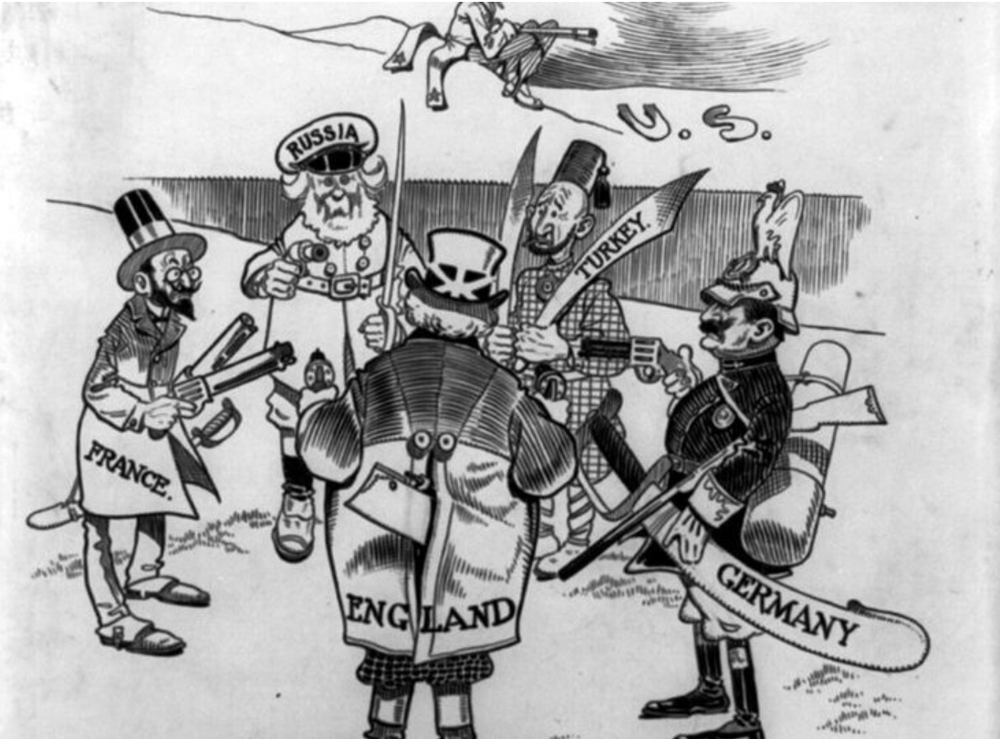 U.S.
RUSSIA
TURKEY.
FRANCE.
ENGLAND
GERMANY